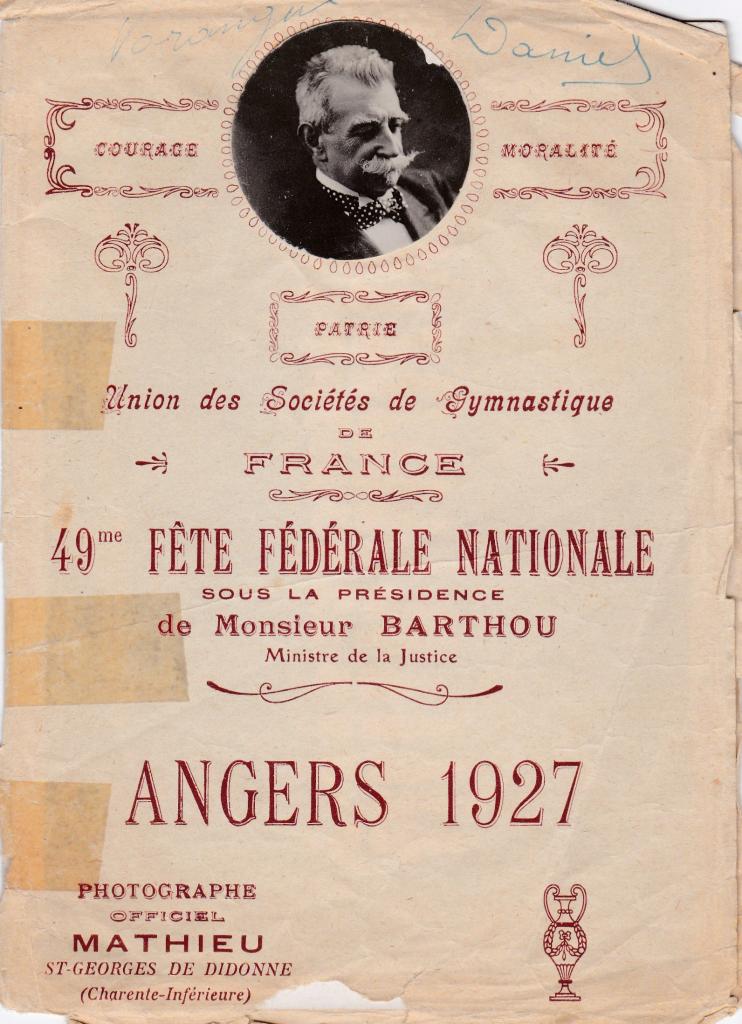 Daniel
COURAGE
MORALITÉ
PATRIE
Union des Sociétés de Gymnastique
DE
FRANCE
49me FÊTE FÉDÉRALE NATIONALE
SOUS LA PRÉSIDENCE
de Monsieur BARTHOU
Ministre de la Justice
ANGERS 1927
PHOTOGRAPHE
OFFICIEL
MATHIEU
ST-GEORGES DE DIDONNE
(Charente-Inférieure)